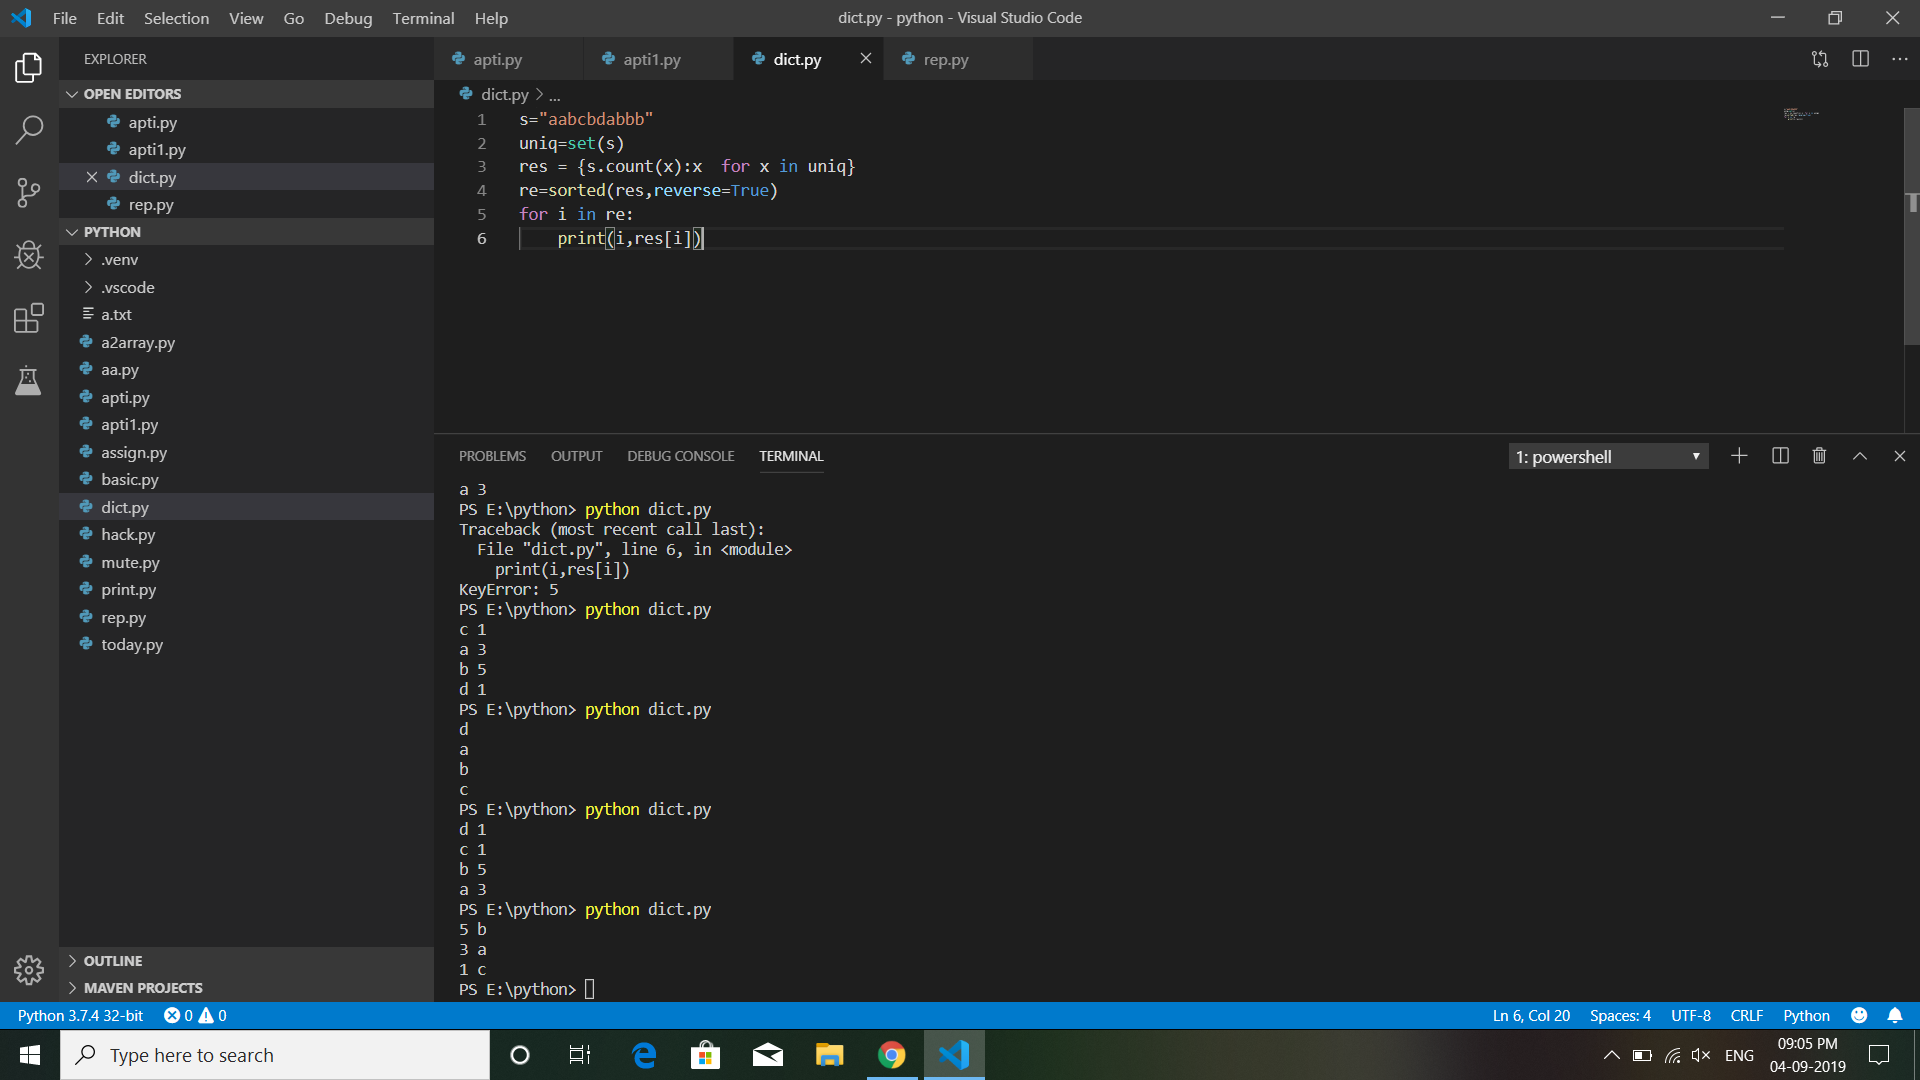 File Edit Selection View Go Debug Terminal Help
dict.py - python - Visual Studio Code
EXPLORER
OPEN EDITORS
apti.py
apti1.py
dict.py
rep.py
PYTHON
.venv
.vscode
a.txt
a2array.py
aa.py
apti.py
apti1.py
assign.py
basic.py
dict.py
hack.py
mute.py
print.py
rep.py
today.py
OUTLINE
MAVEN PROJECTS
apti.py apti1.py dict.py rep.py
dict.py > ...
1 s="aabcbdabbb"
2 uniq=set(s)
3 res = {s.count(x):x  for x in uniq}
4 re=sorted(res,reverse=True)
5 for i in re:
6     print(i,res[i])
PROBLEMS OUTPUT DEBUG CONSOLE TERMINAL
1: powershell
a 3
PS E:\python> python dict.py
Traceback (most recent call last):
  File "dict.py", line 6, in <module>
    print(i,res[i])
KeyError: 5
PS E:\python> python dict.py
c 1
a 3
b 5
d 1
PS E:\python> python dict.py
d
a
b
c
PS E:\python> python dict.py
d 1
c 1
b 5
a 3
PS E:\python> python dict.py
5 b
3 a
1 c
PS E:\python>
Python 3.7.4 32-bit 0 0
Ln 6, Col 20 Spaces: 4 UTF-8 CRLF Python
Type here to search
ENG
09:05 PM
04-09-2019